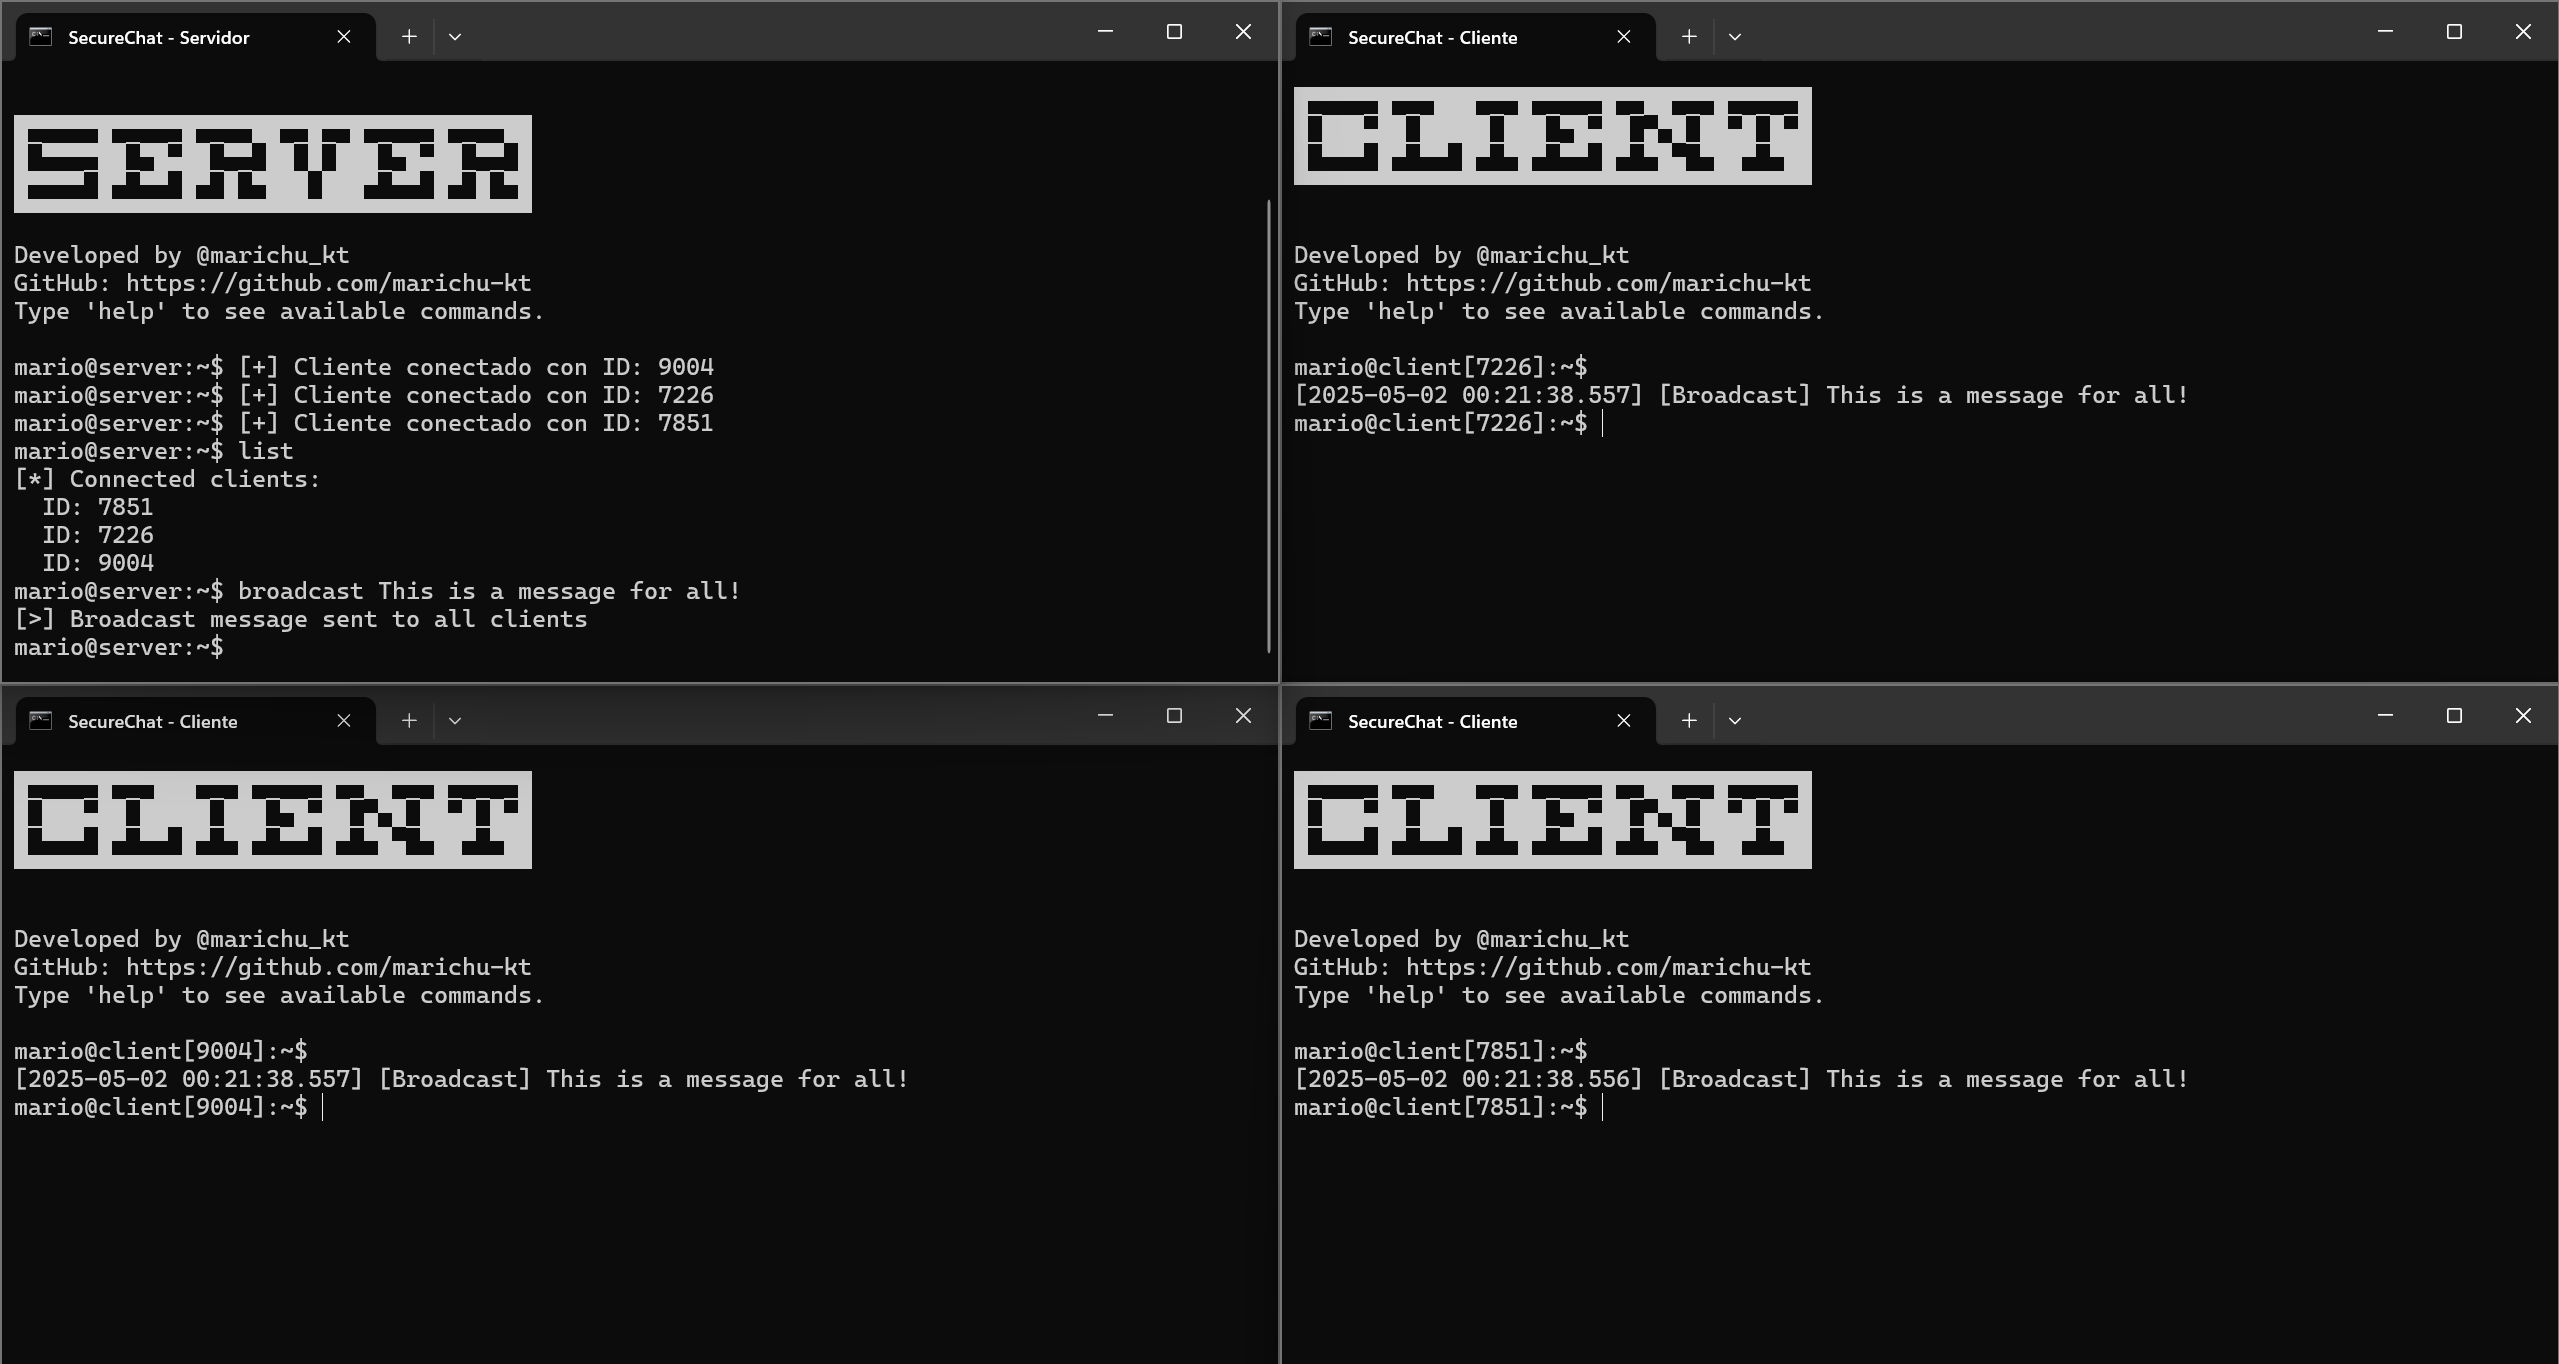 SecureChat - Servidor
SERVER
Developed by @marichu_kt
GitHub: https://github.com/marichu-kt
Type 'help' to see available commands.
mario@server:~$ [+] Cliente conectado con ID: 9004
mario@server:~$ [+] Cliente conectado con ID: 7226
mario@server:~$ [+] Cliente conectado con ID: 7851
mario@server:~$ list
[*] Connected clients:
ID: 7851
ID: 7226
ID: 9004
mario@server:~$ broadcast This is a message for all!
[>] Broadcast message sent to all clients
mario@server:~$
SecureChat - Cliente
CLIENT
Developed by @marichu_kt
GitHub: https://github.com/marichu-kt
Type 'help' to see available commands.
mario@client[7226]:~$
[2025-05-02 00:21:38.557] [Broadcast] This is a message for all!
mario@client[7226]:~$
SecureChat - Cliente
CLIENT
Developed by @marichu_kt
GitHub: https://github.com/marichu-kt
Type 'help' to see available commands.
mario@client[9004]:~$
[2025-05-02 00:21:38.557] [Broadcast] This is a message for all!
mario@client[9004]:~$
SecureChat - Cliente
CLIENT
Developed by @marichu_kt
GitHub: https://github.com/marichu-kt
Type 'help' to see available commands.
mario@client[7851]:~$
[2025-05-02 00:21:38.556] [Broadcast] This is a message for all!
mario@client[7851]:~$